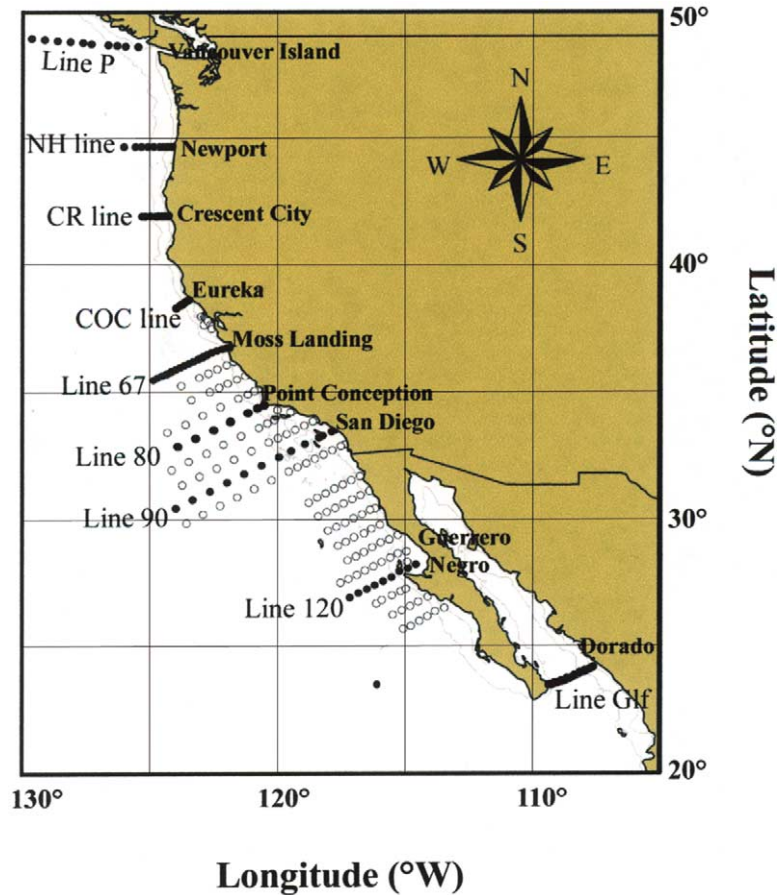 50°
Vancouver Island
Line P
N
NH line
Newport
W
E
CR line
Crescent City
S
40°
Eureka
COC line
Moss Landing
Line 67
Point Conception
San Diego
Line 80
Line 90
30°
Guerrero
Negro
Line 120
Dorado
Line Glf
20°
130°
120°
110°
Latitude (°N)
Longitude (°W)